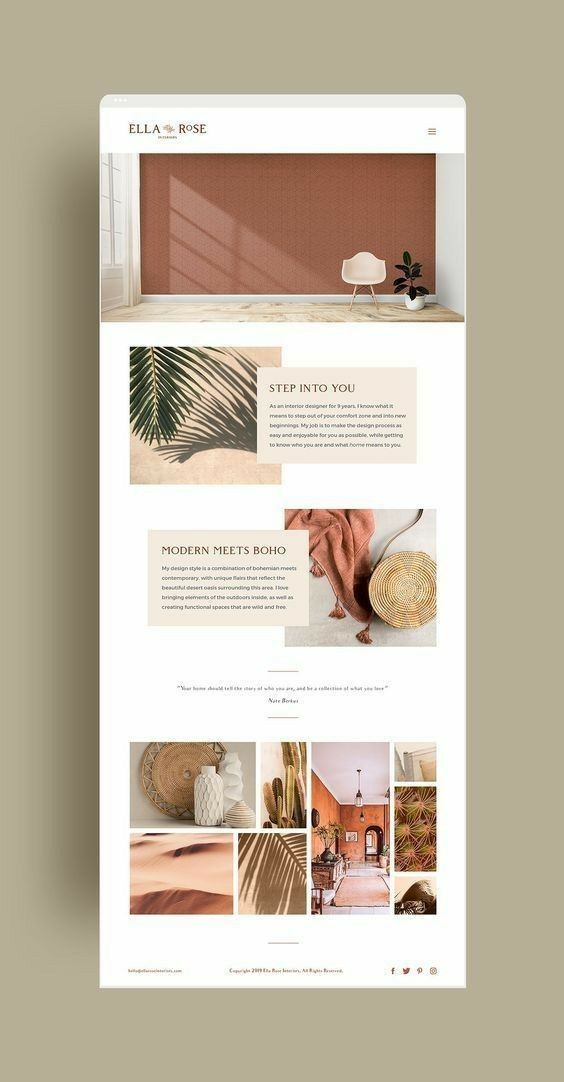 ELLA ROSE
INTERIORS
STEP INTO YOU
As an interior designer for 9 years, I know what it
means to step out of your comfort zone and into new
beginnings. My job is to make the design process as
easy and enjoyable for you as possible, while getting
to know who you are and what home means to you.
MODERN MEETS BOHO
My design style is a combination of bohemian meets
contemporary, with unique flairs that reflect the
beautiful desert oasis surrounding this area. I love
bringing elements of the outdoors inside, as well as
creating functional spaces that are wild and free.
"Your home should tell the story of who you are, and be a collection of what you love"
Nate Berkus
hello@ellaroseinteriors.com
Copyright 2019 Ella Rose Interiors. All Rights Reserved.